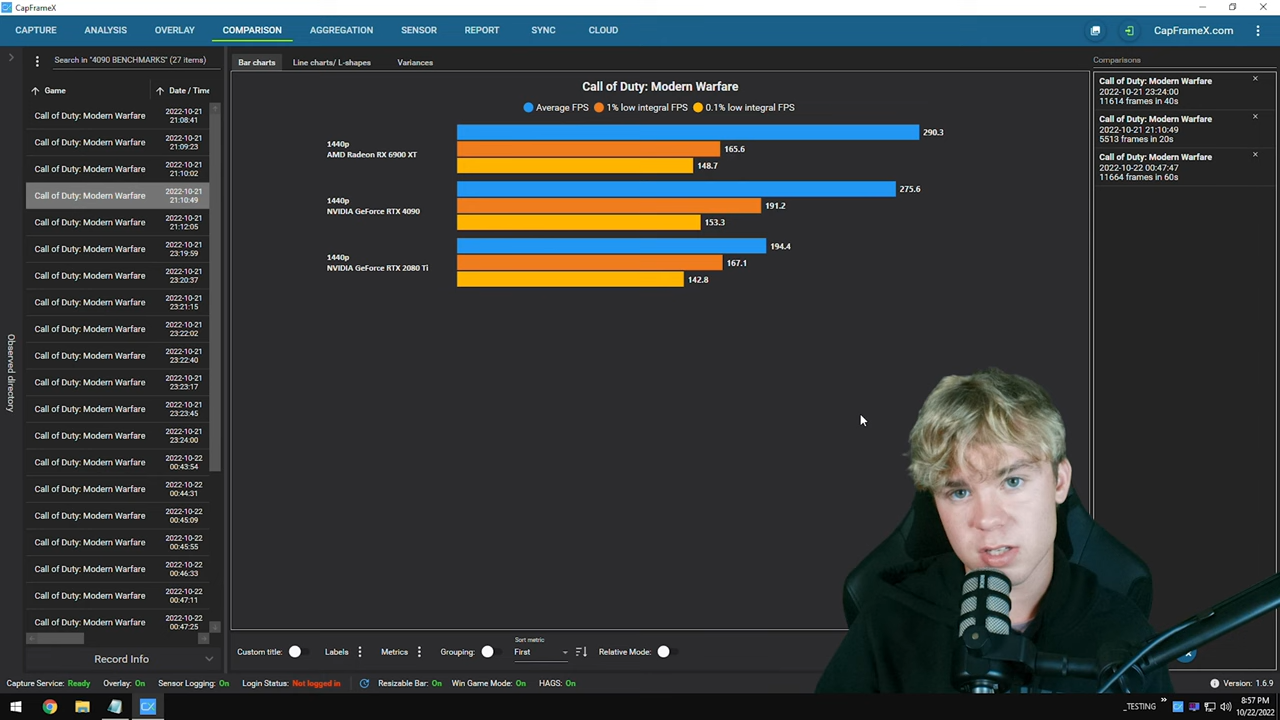 CapFrameX
CAPTURE
ANALYSIS
OVERLAY
COMPARISON
AGGREGATION
SENSOR
REPORT
SYNC
CLOUD
CapFrameX.com
Search in "4090 BENCHMARKS" (27 items)
Game
Date / Time
Call of Duty: Modern Warfare
2022-10-21
21:08:41
Call of Duty: Modern Warfare
2022-10-21
21:09:23
Call of Duty: Modern Warfare
2022-10-21
21:10:02
Call of Duty: Modern Warfare
2022-10-21
21:10:49
Call of Duty: Modern Warfare
2022-10-21
21:12:05
Call of Duty: Modern Warfare
2022-10-21
23:19:59
Call of Duty: Modern Warfare
2022-10-21
23:20:37
Call of Duty: Modern Warfare
2022-10-21
23:21:15
Call of Duty: Modern Warfare
2022-10-21
23:22:02
Call of Duty: Modern Warfare
2022-10-21
23:22:40
Call of Duty: Modern Warfare
2022-10-21
23:23:17
Call of Duty: Modern Warfare
2022-10-21
23:23:45
Call of Duty: Modern Warfare
2022-10-21
23:24:00
Call of Duty: Modern Warfare
2022-10-22
00:43:54
Call of Duty: Modern Warfare
2022-10-22
00:44:31
Call of Duty: Modern Warfare
2022-10-22
00:45:09
Call of Duty: Modern Warfare
2022-10-22
00:45:55
Call of Duty: Modern Warfare
2022-10-22
00:46:33
Call of Duty: Modern Warfare
2022-10-22
00:47:11
Call of Duty: Modern Warfare
2022-10-22
00:47:25
Observed directory
Record Info
Bar charts
Line charts/ L-shapes
Variances
Call of Duty: Modern Warfare
Average FPS
1% low integral FPS
0.1% low integral FPS
1440p
AMD Radeon RX 6900 XT
290.3
165.6
148.7
1440p
NVIDIA GeForce RTX 4090
275.6
191.2
153.3
1440p
NVIDIA GeForce RTX 2080 Ti
194.4
167.1
142.8
Comparisons
Call of Duty: Modern Warfare
2022-10-21 23:24:00
11614 frames in 40s
Call of Duty: Modern Warfare
2022-10-21 21:10:49
5513 frames in 20s
Call of Duty: Modern Warfare
2022-10-22 00:47:47
11664 frames in 60s
Custom title:
Labels
Metrics
Grouping:
Sort metric
First
Relative Mode:
Capture Service: Ready
Overlay: On
Sensor Logging: On
Login Status: Not logged in
Resizable Bar: On
Win Game Mode: On
HAGS: On
Version: 1.6.9
_TESTING
8:57 PM
10/22/2022